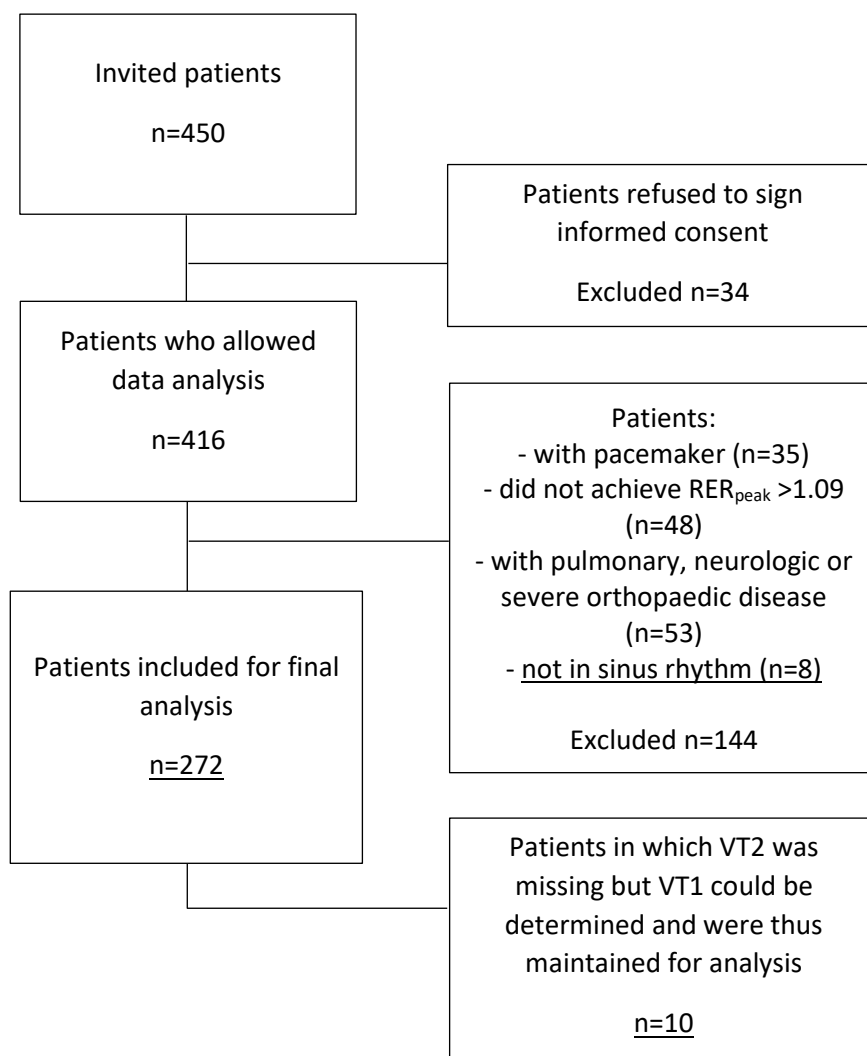 Invited patients
n=450
Patients refused to sign
informed consent
Excluded n=34
Patients who allowed
data analysis
n=416
Patients:
- with pacemaker (n=35)
- did not achieve RERpeak >1.09
(n=48)
- with pulmonary, neurologic or
severe orthopaedic disease
(n=53)
- not in sinus rhythm (n=8)
Excluded n=144
Patients included for final
analysis
n=272
Patients in which VT2 was
missing but VT1 could be
determined and were thus
maintained for analysis
n=10